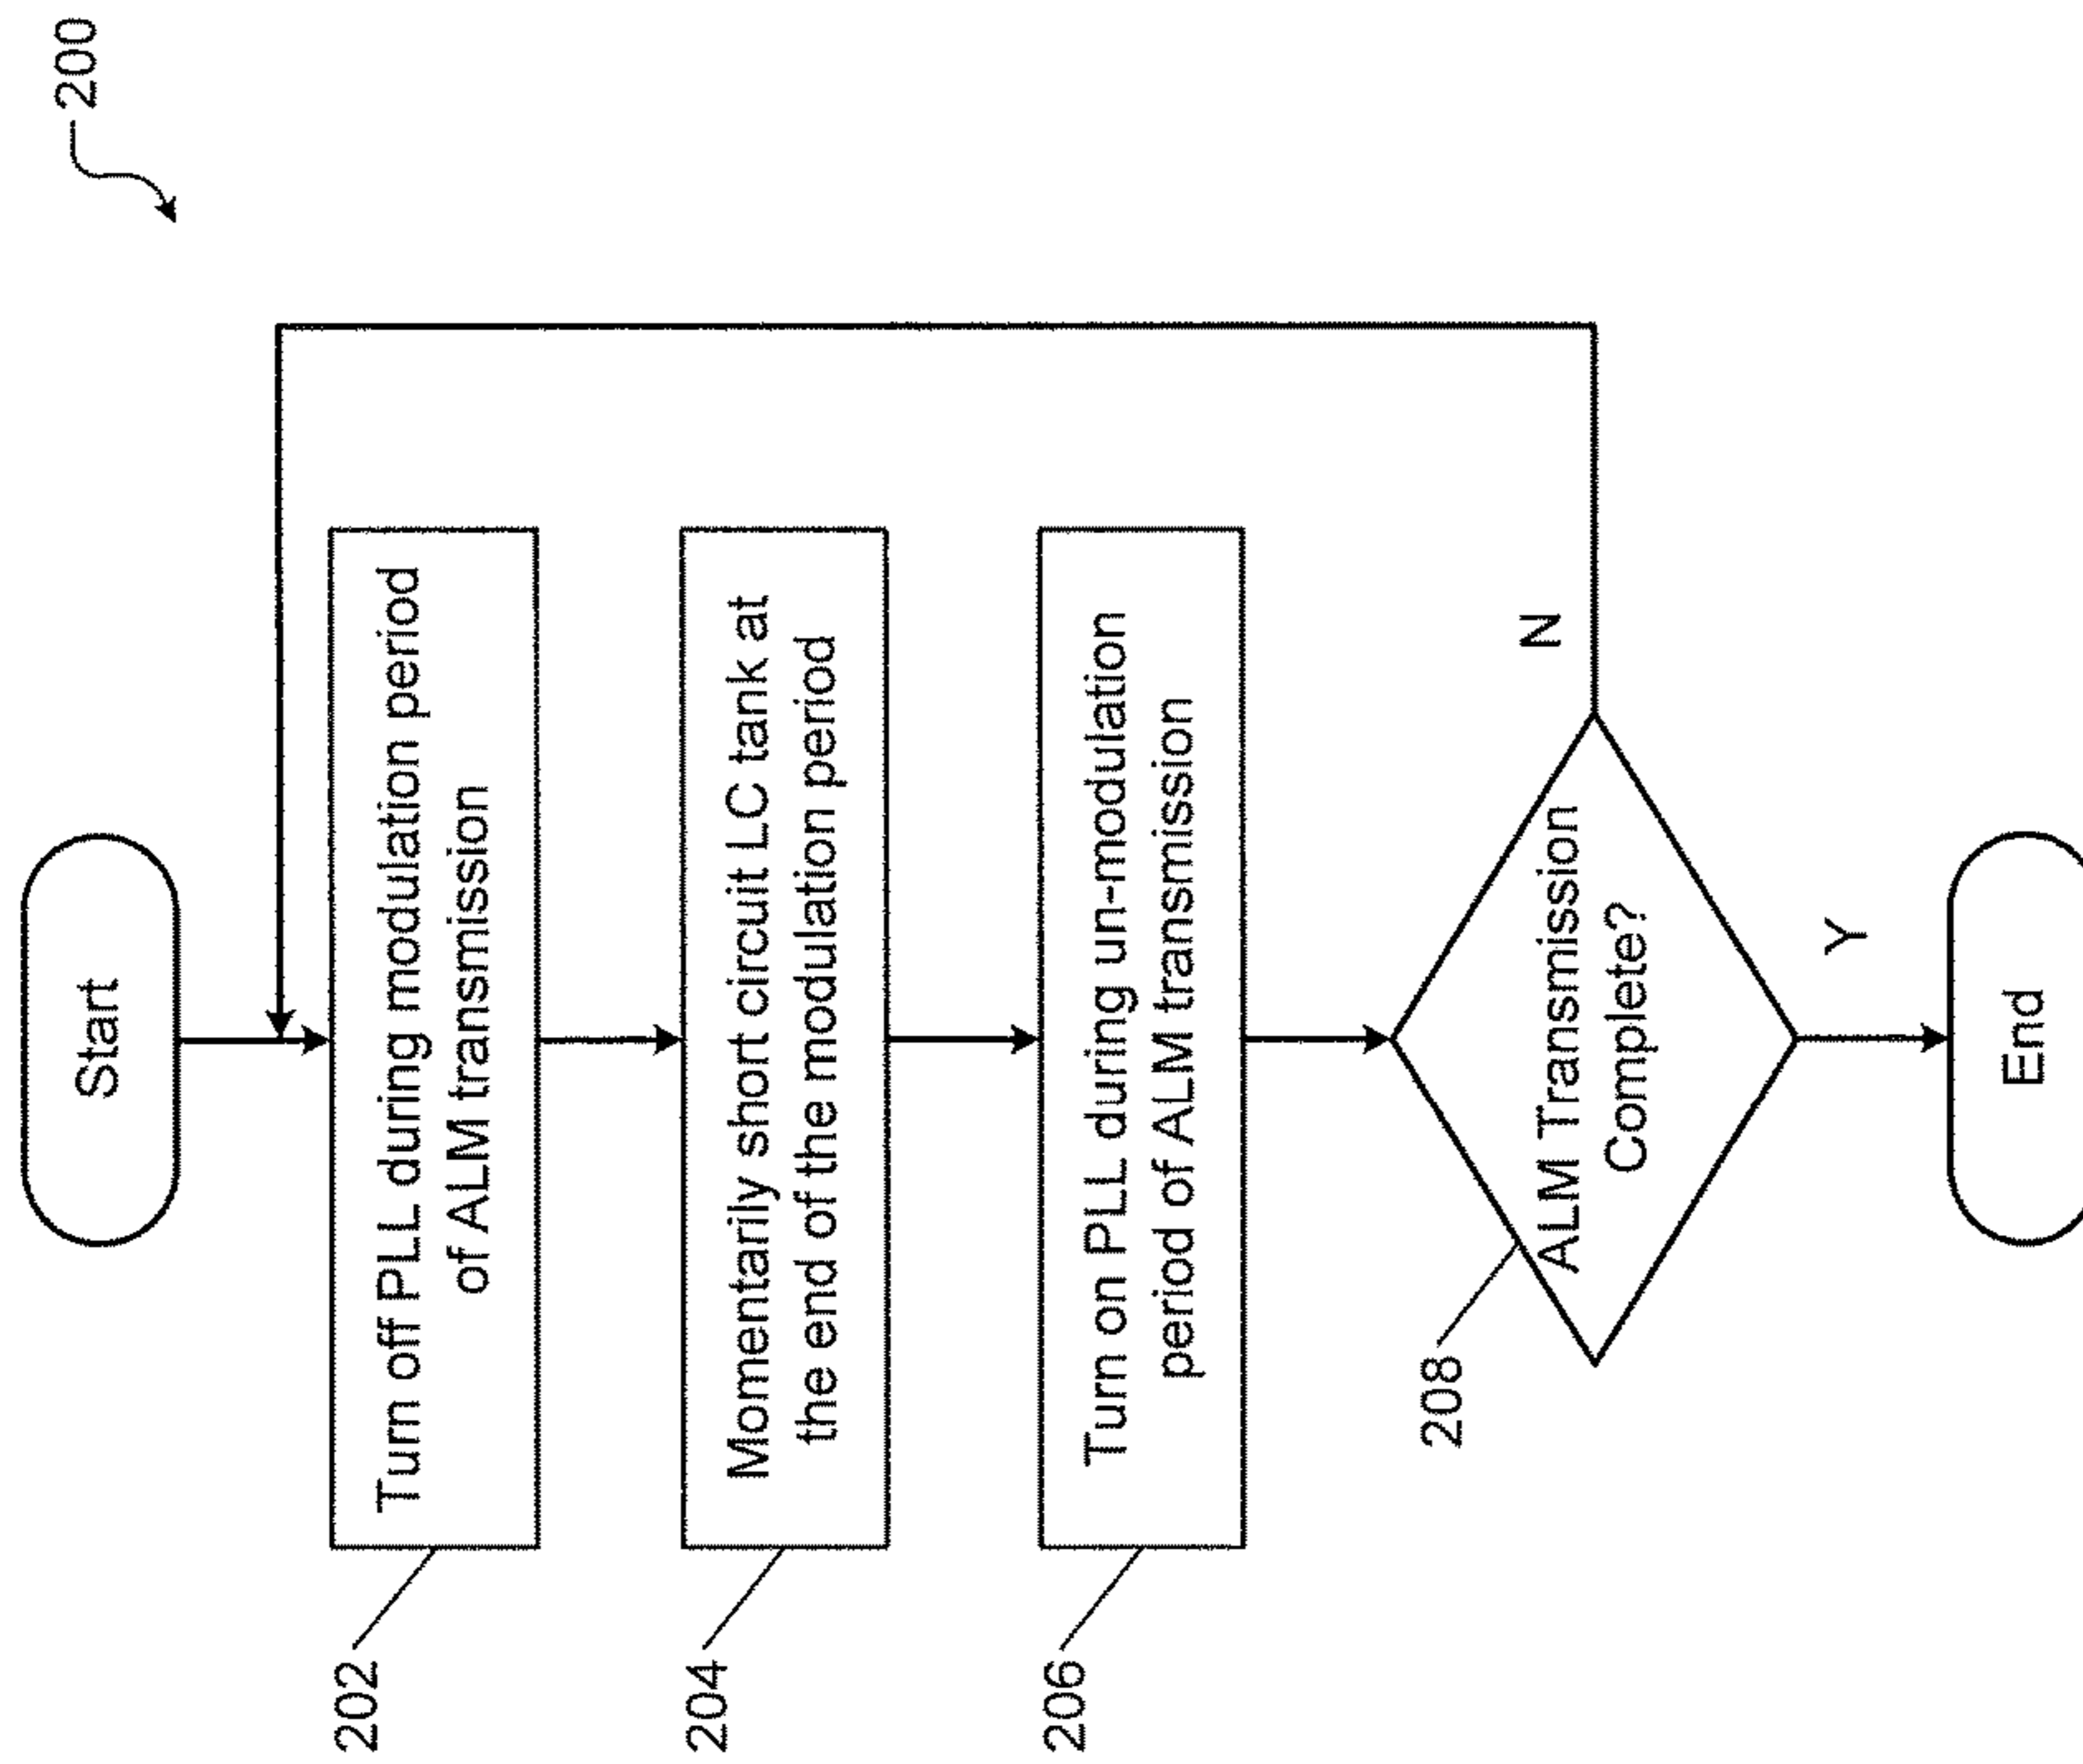 200
Start
202
Turn off PLL during modulation period
of ALM transmission
204
Momentarily short circuit LC tank at
the end of the modulation period
206
Turn on PLL during un-modulation
period of ALM transmission
208
ALM Transmission
Complete?
N
Y
End